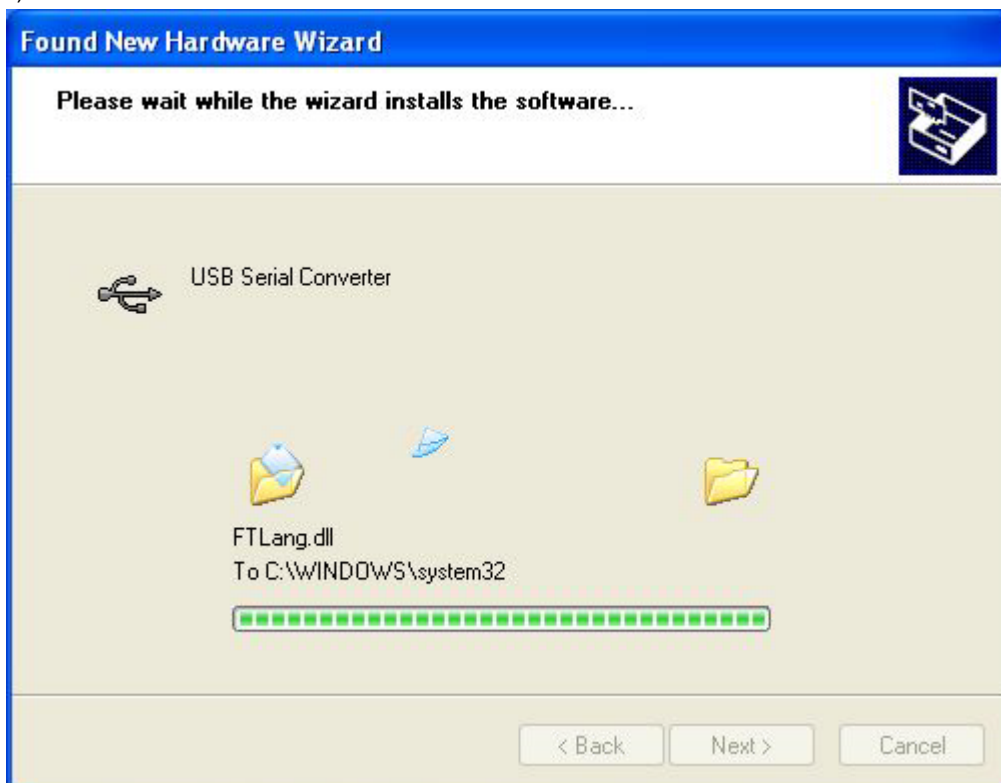 Found New Hardware Wizard
Please wait while the wizard installs the software...
USB Serial Converter
FTLang.dll
To C:\WINDOWS\system32
< Back Next > Cancel